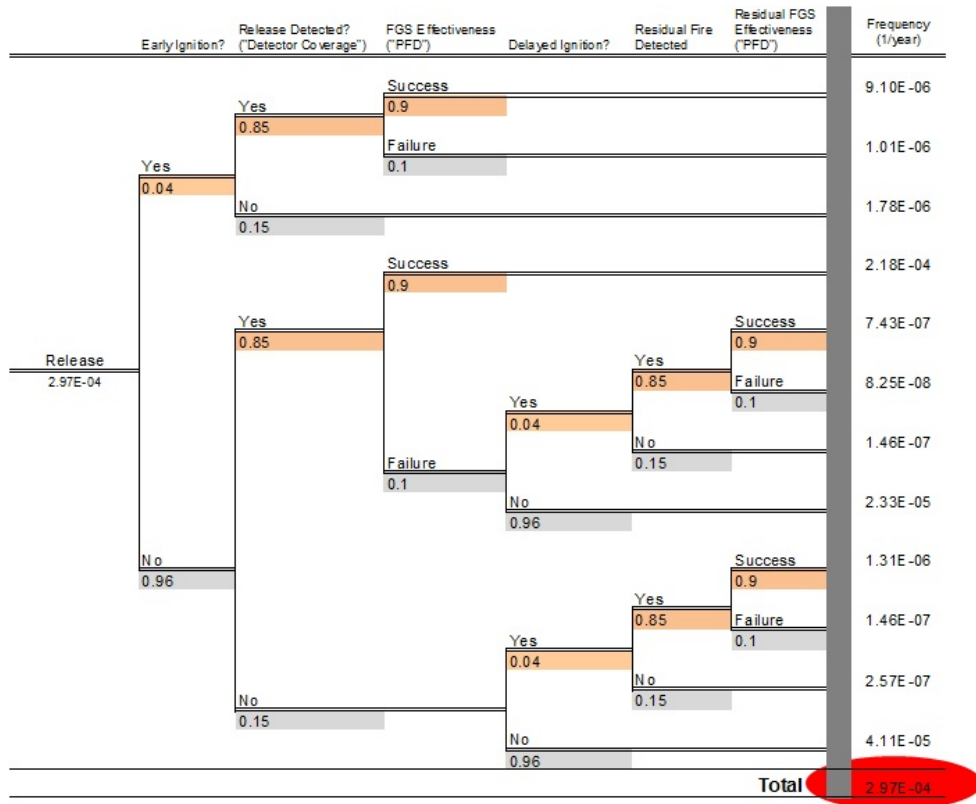 Early Ignition?
Release Detected?
("Detector Coverage")
FGS Effectiveness
("PFD")
Delayed Ignition?
Residual Fire
Detected
Residual FGS
Effectiveness
("PFD")
Frequency
(1/year)
Success
9.10E-06
Yes
0.9
0.85
Failure
1.01E-06
Yes
0.1
0.04
No
1.78E-06
0.15
Success
2.18E-04
0.9
Yes
Success
7.43E-07
0.85
0.9
Release
Yes
2.97E-04
0.85
Failure
8.25E-08
Yes
0.1
0.04
No
1.46E-07
Failure
0.15
0.1
No
2.33E-05
0.96
No
Success
1.31E-06
0.96
0.9
Yes
0.85
Failure
1.46E-07
Yes
0.1
0.04
No
2.57E-07
No
0.15
0.15
No
4.11E-05
0.96
Total 2.97E-04